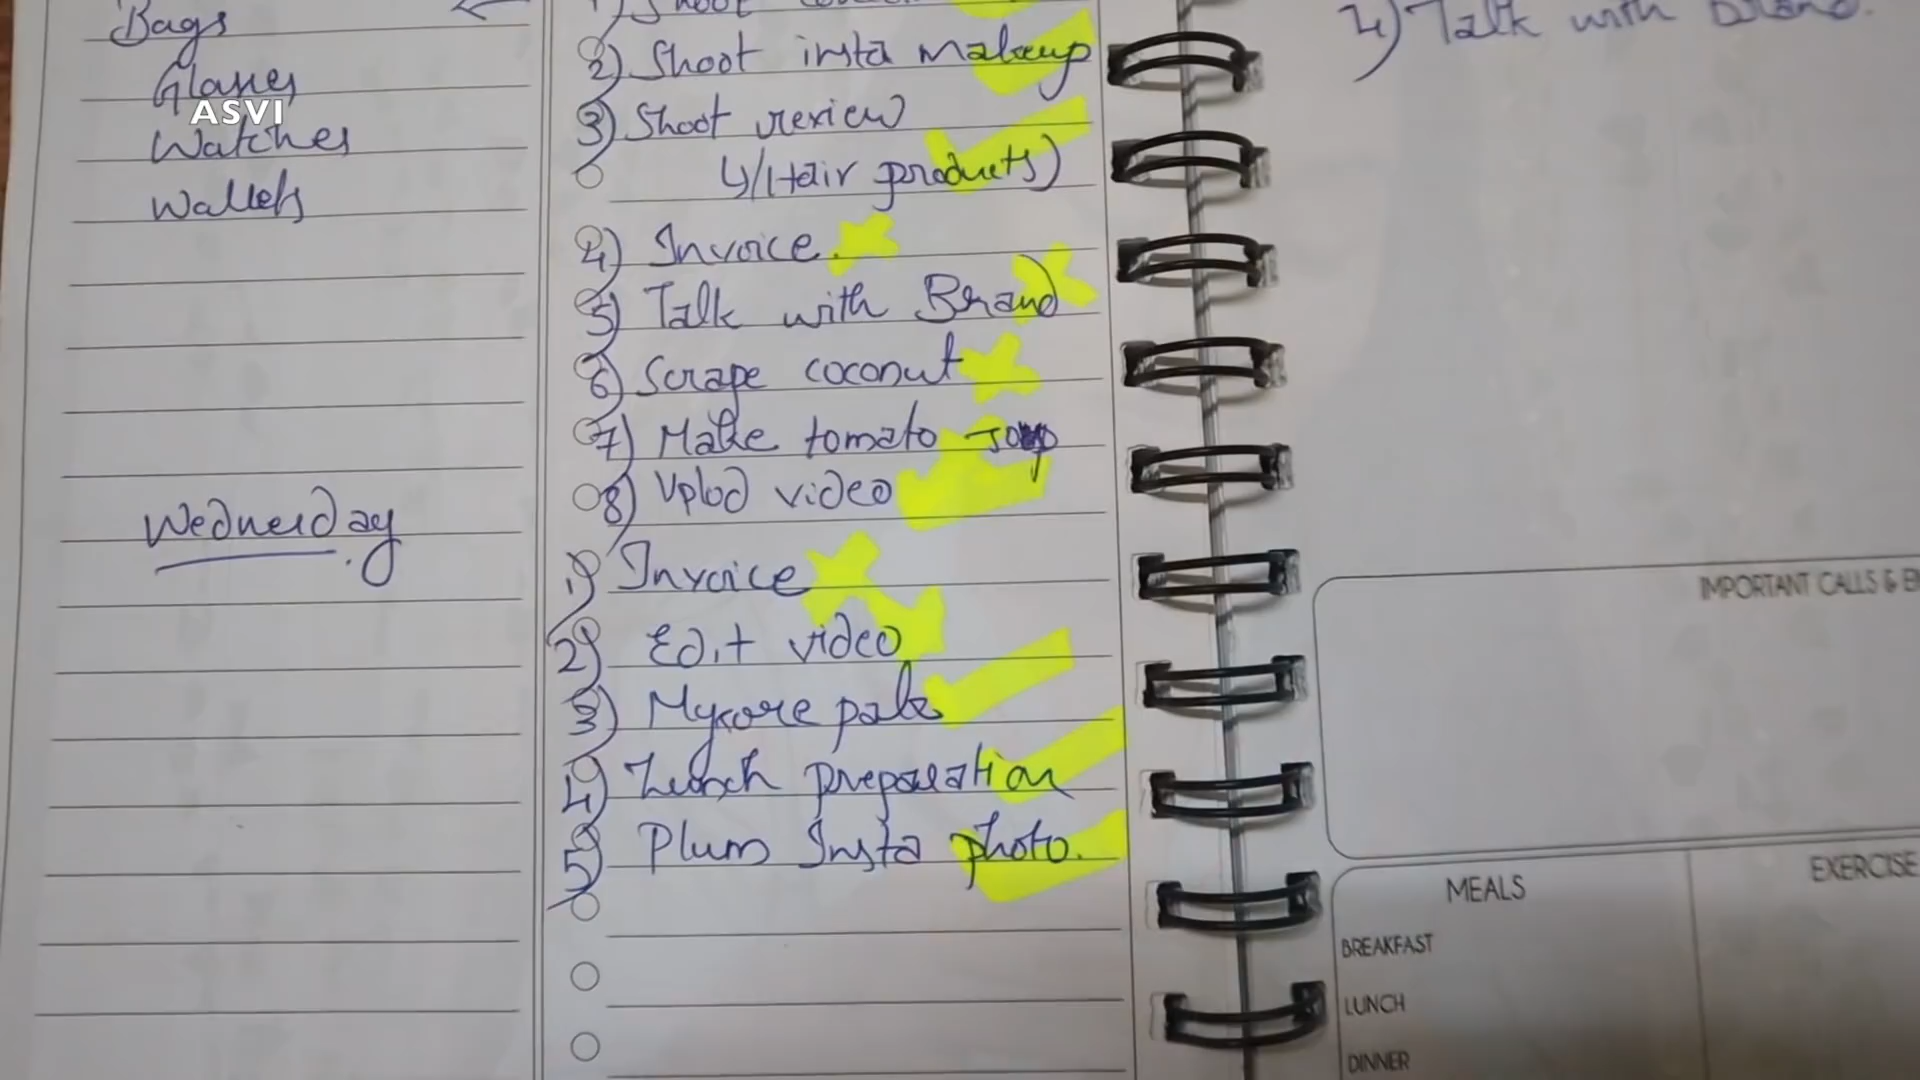 Bags
Glasses
ASVI
Watches
Wallets
Wednesday.
2) Shoot insta makeup
3) Shoot review
↳ (Hair products)
4) Invoice.
5) Talk with Brand
6) Scrape coconut
7) Make tomato soup
8) Uplod video
1) Invoice
2) Edit video
3) Mysore pak
4) Lunch preparation
5) Plum Insta photo.
4) Talk with Brand.
IMPORTANT CALLS &
MEALS
EXERCISE
BREAKFAST
LUNCH
DINNER